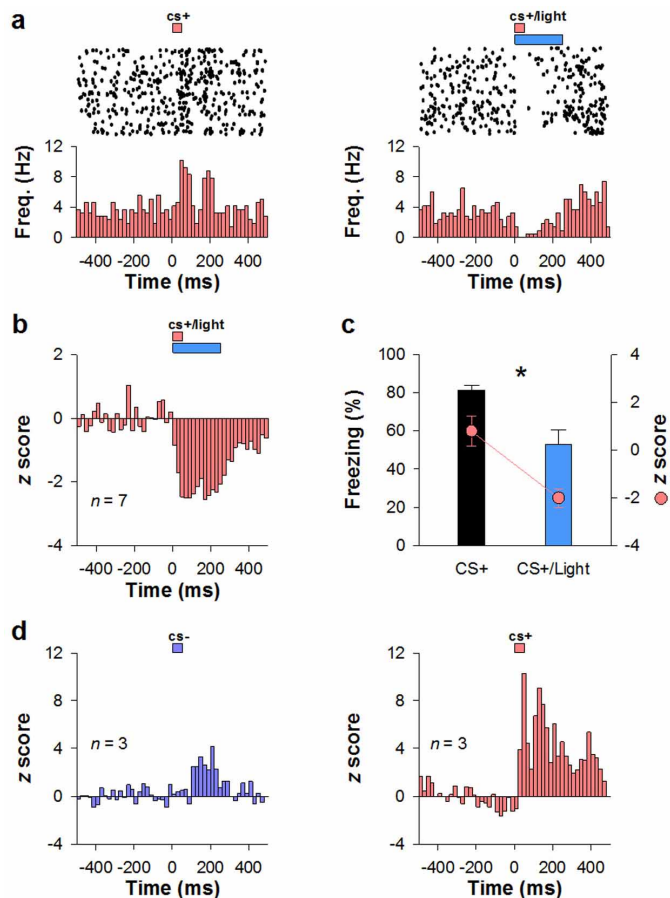 a
cs+
cs+/light
12
8
4
0
Freq. (Hz)
-400 -200 0 200 400
Time (ms)
12
8
4
0
Freq. (Hz)
-400 -200 0 200 400
Time (ms)
b
cs+/light
2
0
-2
-4
z score
n = 7
-400 -200 0 200 400
Time (ms)
c
100
80
60
40
20
0
Freezing (%)
*
4
2
0
-2
-4
z score
CS+ CS+/Light
d
cs-
12
8
4
0
-4
z score
n = 3
-400 -200 0 200 400
Time (ms)
cs+
12
8
4
0
-4
z score
n = 3
-400 -200 0 200 400
Time (ms)